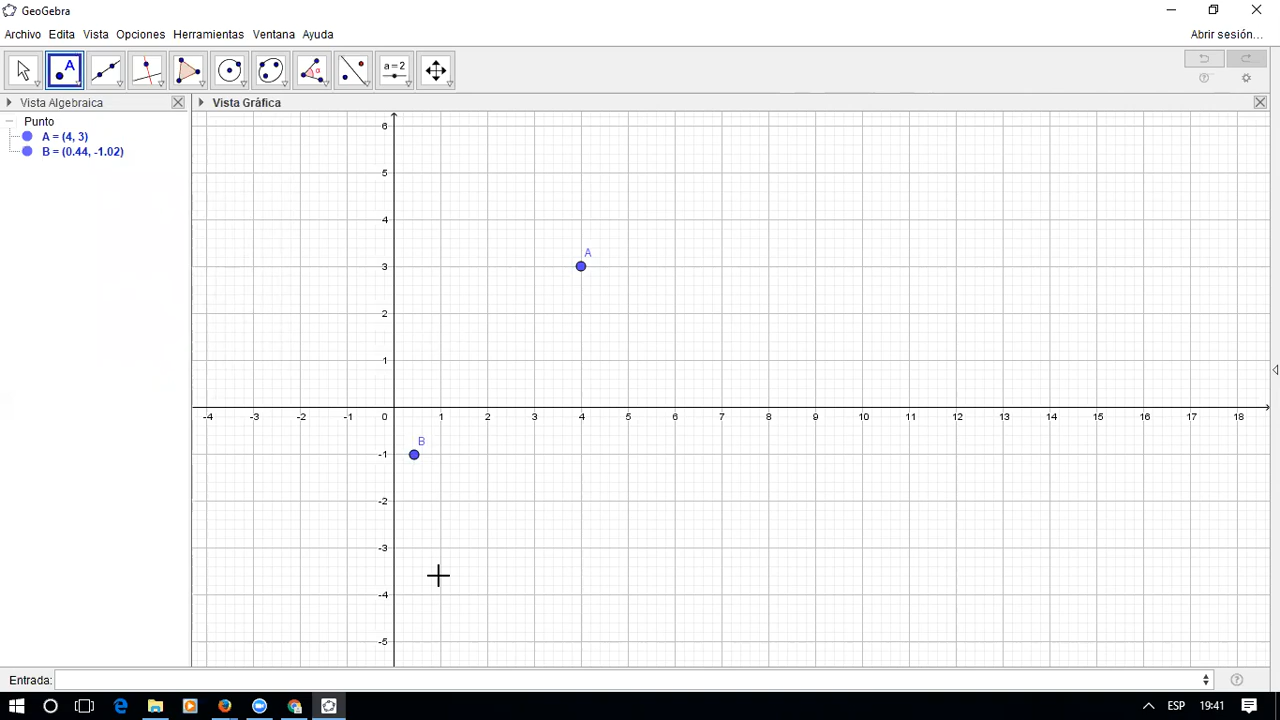 GeoGebra
Archivo Edita Vista Opciones Herramientas Ventana Ayuda Abrir sesión...
A a=2
Vista Algebraica Vista Gráfica
Punto
A = (4, 3)
B = (0.44, -1.02)
6
5
4
A
3
2
1
-4 -3 -2 -1 0 1 2 3 4 5 6 7 8 9 10 11 12 13 14 15 16 17 18
B
-1
-2
-3
-4
-5
Entrada:
ESP 19:41